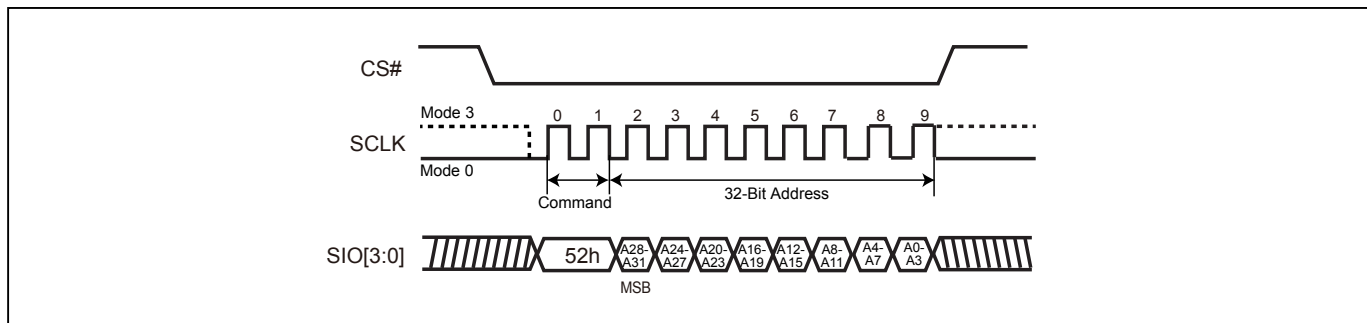 CS#
Mode 3
0 1 2 3 4 5 6 7 8 9
SCLK
Mode 0
Command
32-Bit Address
SIO[3:0]
52h
A28-
A31
A24-
A27
A20-
A23
A16-
A19
A12-
A15
A8-
A11
A4-
A7
A0-
A3
MSB